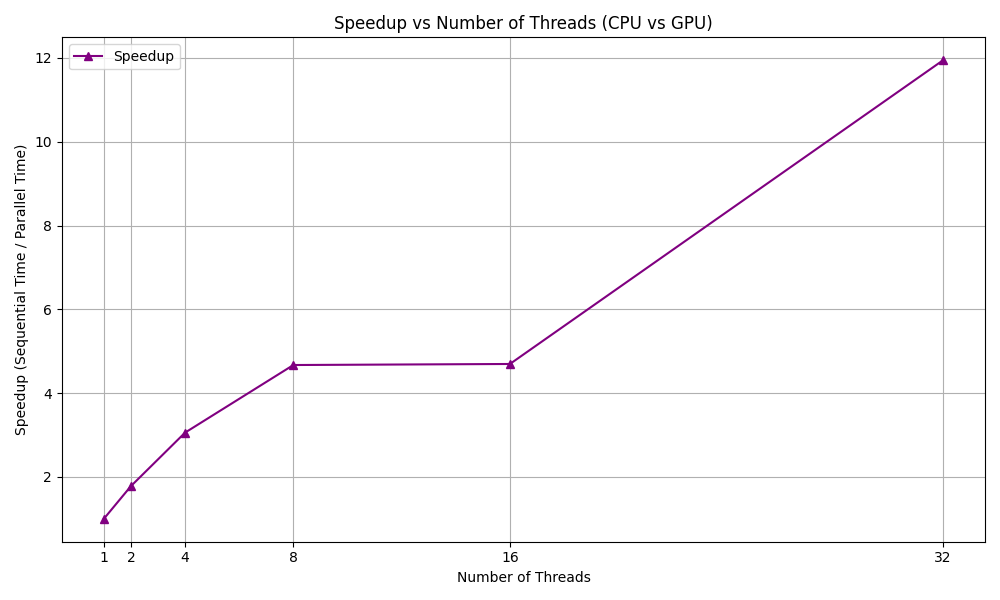 Speedup vs Number of Threads (CPU vs GPU)
Speedup
12
10
8
6
4
2
Speedup (Sequential Time / Parallel Time)
1 2 4 8 16 32
Number of Threads